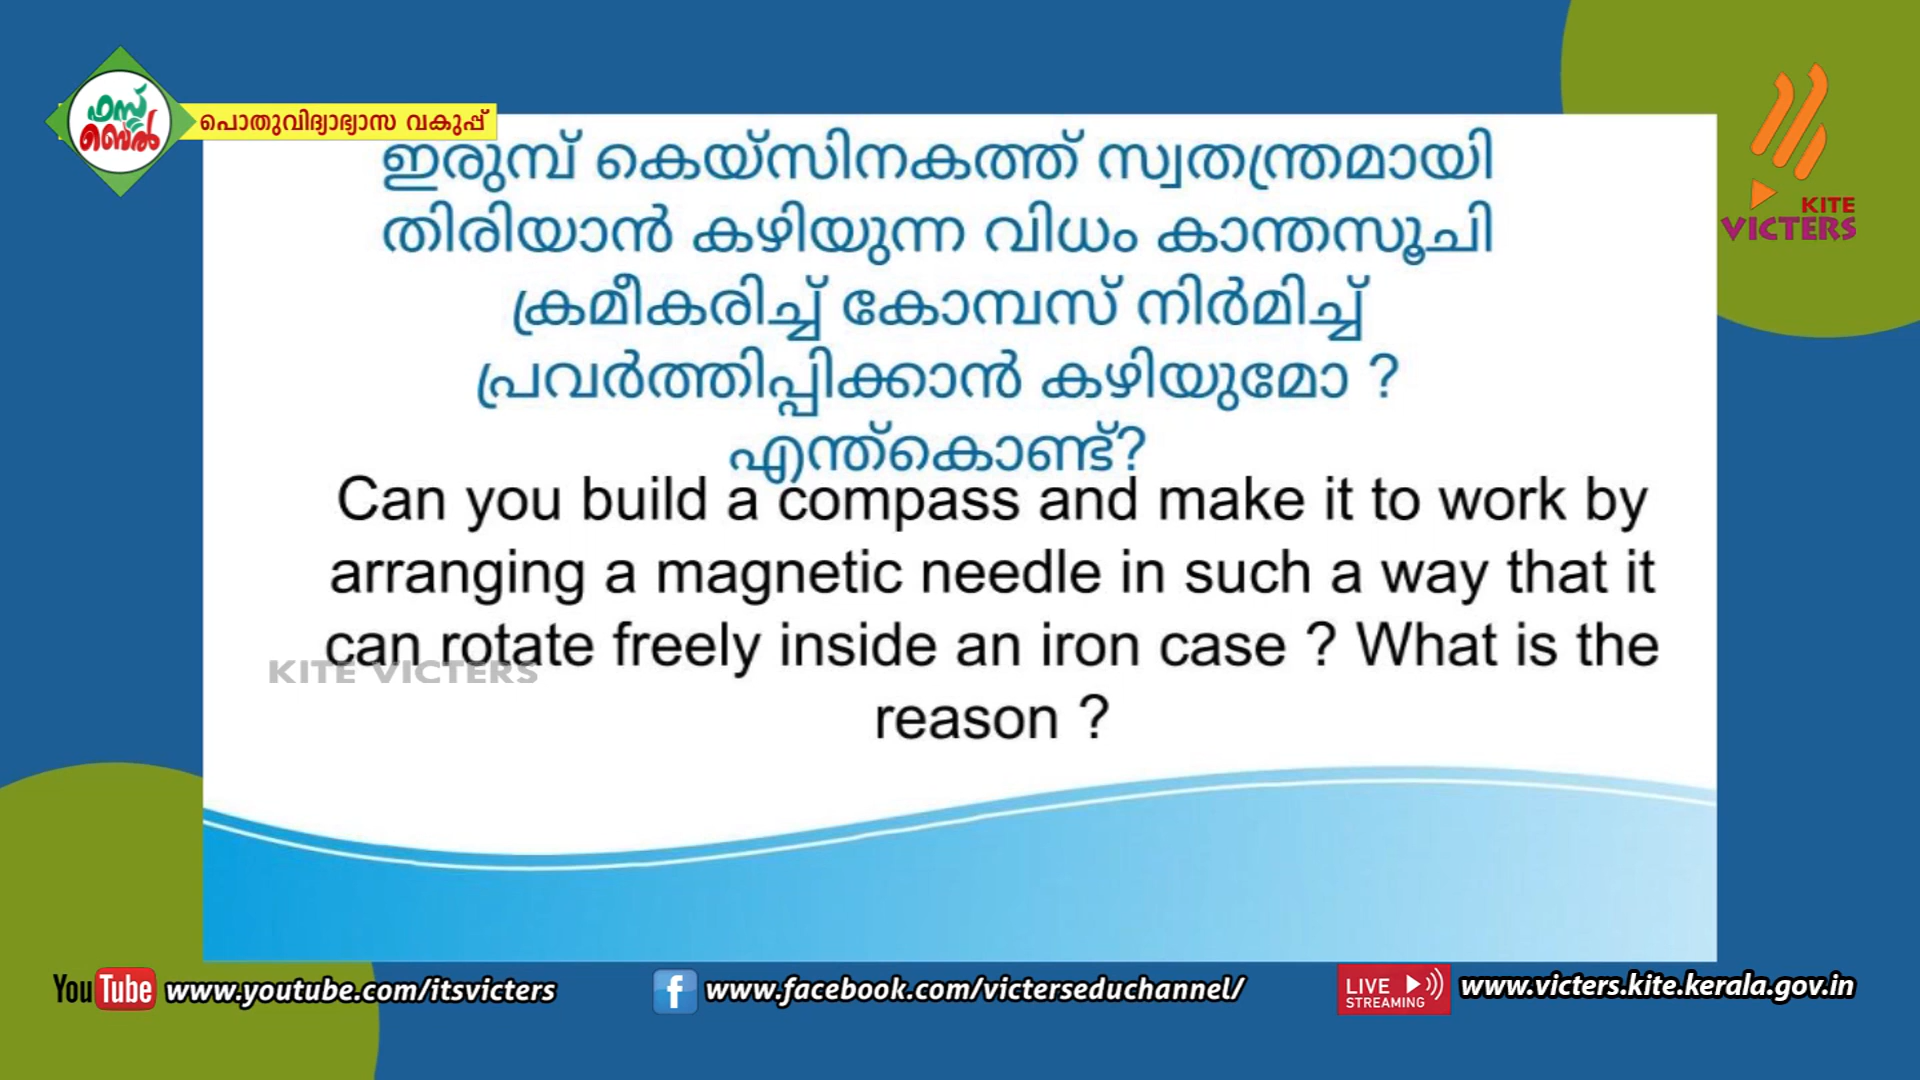 ഫസ്റ്റ്
ബെൽ
പൊതുവിദ്യാഭ്യാസ വകുപ്പ്
KITE
VICTERS
ഇരുമ്പ് കെയ്സിനകത്ത് സ്വതന്ത്രമായി
തിരിയാൻ കഴിയുന്ന വിധം കാന്തസൂചി
ക്രമീകരിച്ച് കോമ്പസ് നിർമിച്ച്
പ്രവർത്തിപ്പിക്കാൻ കഴിയുമോ ?
എന്ത്കൊണ്ട്?
Can you build a compass and make it to work by
arranging a magnetic needle in such a way that it
can rotate freely inside an iron case ? What is the
reason ?
KITE VICTERS
YouTube www.youtube.com/itsvicters
f www.facebook.com/victerseduchannel/
LIVE STREAMING www.victers.kite.kerala.gov.in